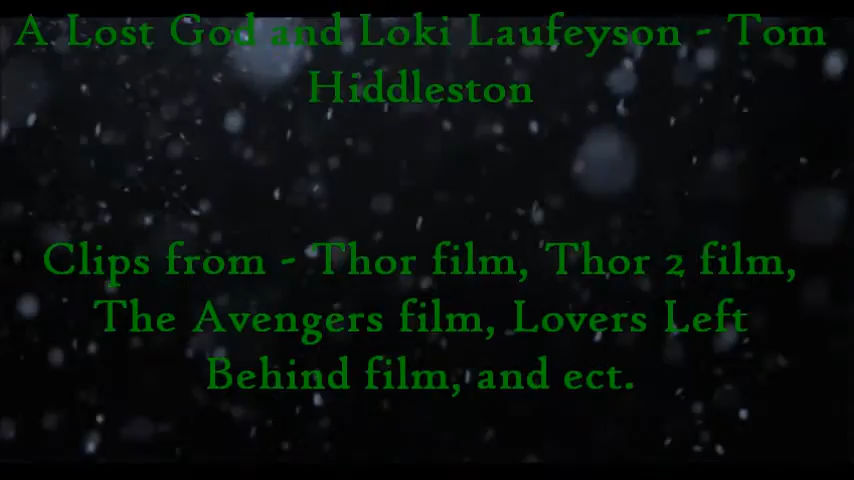 A Lost God and Loki Laufeyson - Tom
Hiddleston
Clips from - Thor film, Thor 2 film,
The Avengers film, Lovers Left
Behind film, and ect.